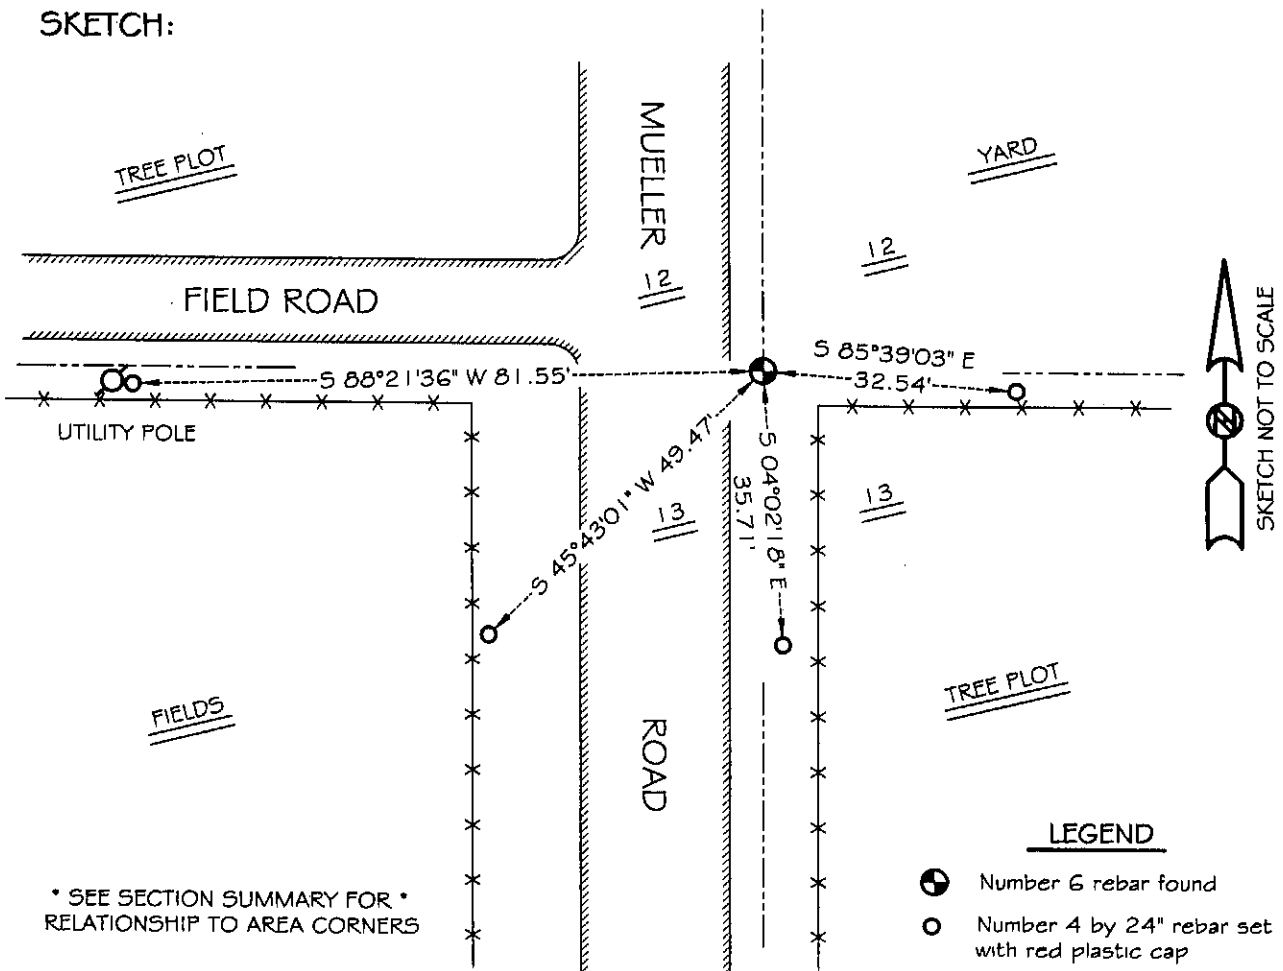 SKETCH:
TREE PLOT
MUELLER
YARD
12
12
FIELD ROAD
S 88°21'36" W 81.55'
S 85°39'03" E
32.54'
UTILITY POLE
S 45°43'01" W 49.47'
S 04°02'18" E
35.71'
13
13
N
SKETCH NOT TO SCALE
FIELDS
ROAD
TREE PLOT
LEGEND
Number 6 rebar found
Number 4 by 24" rebar set
with red plastic cap
* SEE SECTION SUMMARY FOR *
RELATIONSHIP TO AREA CORNERS